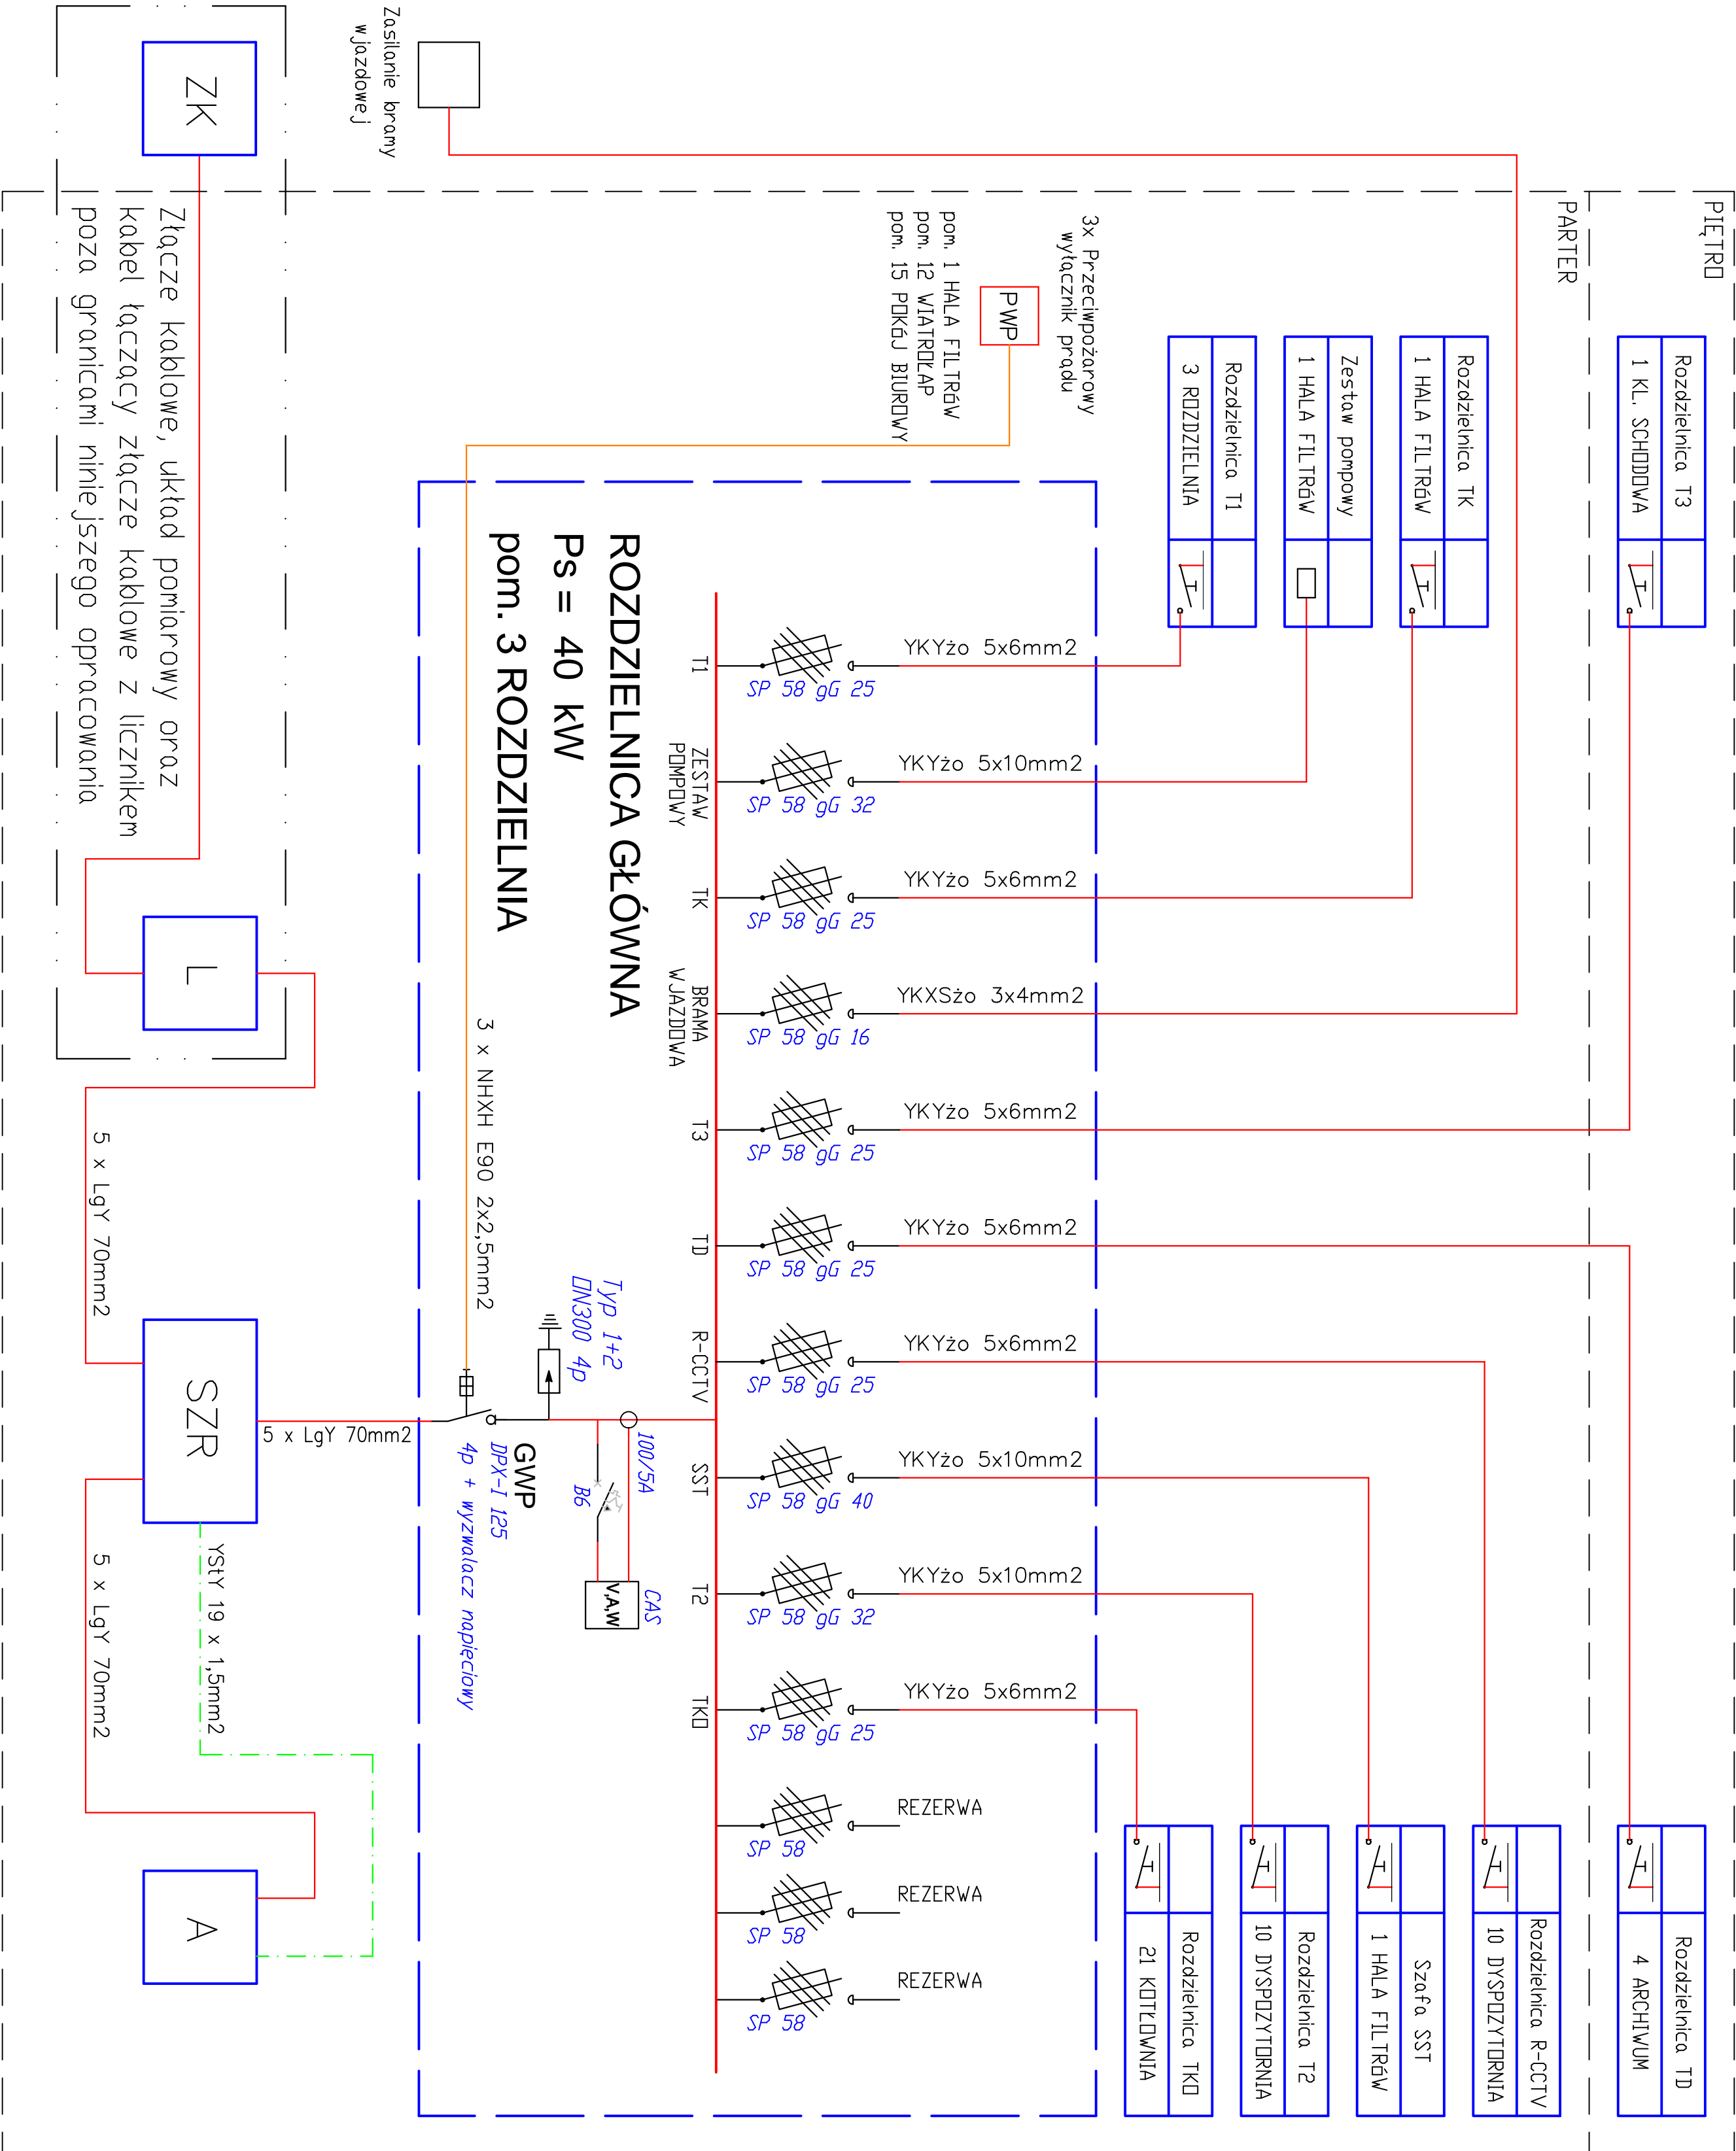 PIĘTRO
PARTER
Rozdzielnica T3
1 KL. SCHODOWA
Rozdzielnica TD
4 ARCHIWUM
Rozdzielnica TK
1 HALA FILTRÓW
Zestaw pompowy
1 HALA FILTRÓW
Rozdzielnica T1
3 ROZDZIELNIA
Rozdzielnica R-CCTV
10 DYSPOZYTORNIA
Szafa SST
1 HALA FILTRÓW
Rozdzielnica T2
10 DYSPOZYTORNIA
Rozdzielnica TKO
21 KOTŁOWNIA
Zasilanie bramy
wjazdowej
3x Przeciwpożarowy
wyłącznik prądu
PWP
pom. 1 HALA FILTRÓW
pom. 12 WIATROŁAP
pom. 15 POKÓJ BIUROWY
YKYżo 5x6mm2
YKYżo 5x10mm2
YKYżo 5x6mm2
YKXSżo 3x4mm2
YKYżo 5x6mm2
YKYżo 5x6mm2
YKYżo 5x6mm2
YKYżo 5x10mm2
YKYżo 5x10mm2
YKYżo 5x6mm2
REZERWA
REZERWA
REZERWA
SP 58 gG 25
SP 58 gG 32
SP 58 gG 25
SP 58 gG 16
SP 58 gG 25
SP 58 gG 25
SP 58 gG 25
SP 58 gG 40
SP 58 gG 32
SP 58 gG 25
SP 58
SP 58
SP 58
T1
ZESTAW
POMPOWY
TK
BRAMA
WJAZDOWA
T3
TD
R-CCTV
SST
T2
TKO
ROZDZIELNICA GŁÓWNA
Ps = 40 kW
pom. 3 ROZDZIELNIA
3 x NHXH E90 2x2,5mm2
Typ 1+2
ON300 4p
100/5A
B6
CAS
V,A,W
GWP
DPX-I 125
4p + wyzwalacz napięciowy
5 x LgY 70mm2
ZK
Złącze kablowe, układ pomiarowy oraz
kabel łączący złącze kablowe z licznikem
poza granicami niniejszego opracowania
L
5 x LgY 70mm2
SZR
YStY 19 x 1,5mm2
5 x LgY 70mm2
A
T
T
T
T
T
T
T
T